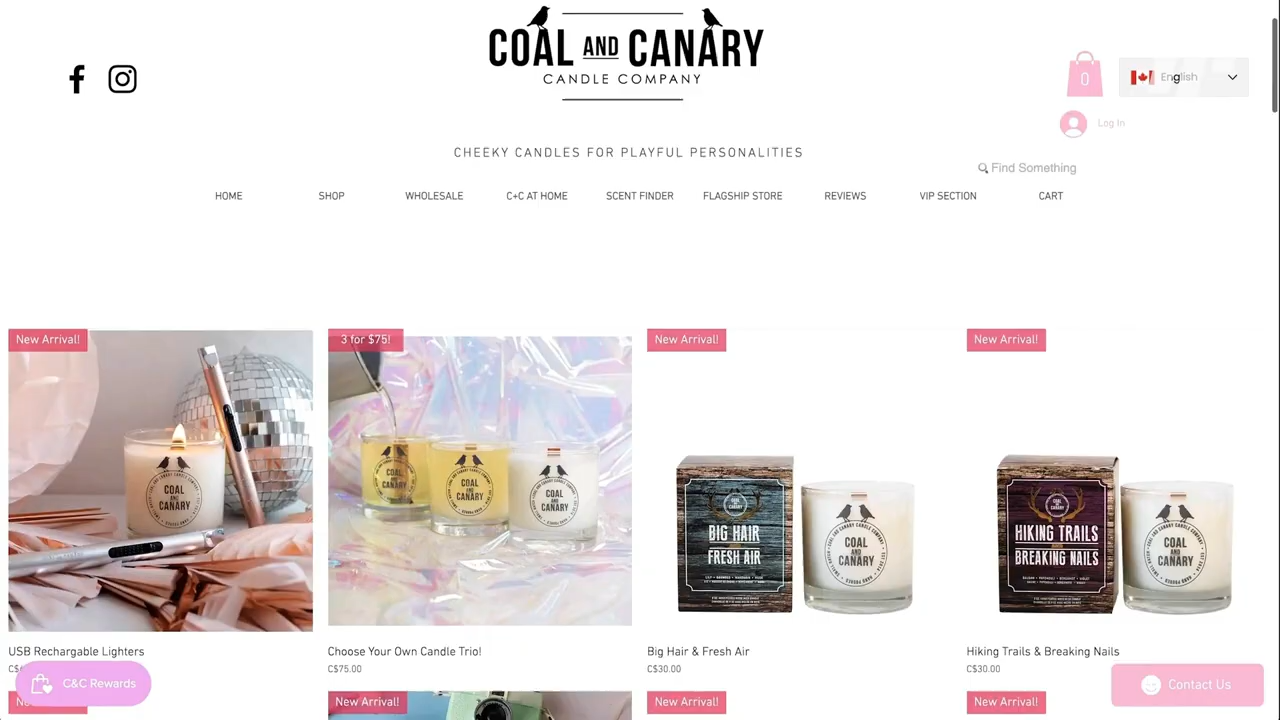 COAL AND CANARY
CANDLE COMPANY
0
English
Log In
CHEEKY CANDLES FOR PLAYFUL PERSONALITIES
Find Something
HOME SHOP WHOLESALE C+C AT HOME SCENT FINDER FLAGSHIP STORE REVIEWS VIP SECTION CART
New Arrival!
3 for $75!
New Arrival!
New Arrival!
COAL
AND
CANARY
COAL
AND
CANARY
COAL
AND
CANARY
COAL
AND
CANARY
BIG HAIR
FRESH AIR
COAL
AND
CANARY
HIKING TRAILS
BREAKING NAILS
COAL
AND
CANARY
USB Rechargable Lighters
Choose Your Own Candle Trio!
C$75.00
Big Hair & Fresh Air
C$30.00
Hiking Trails & Breaking Nails
C$30.00
C&C Rewards
Contact Us
New Arrival!
New Arrival!
New Arrival!